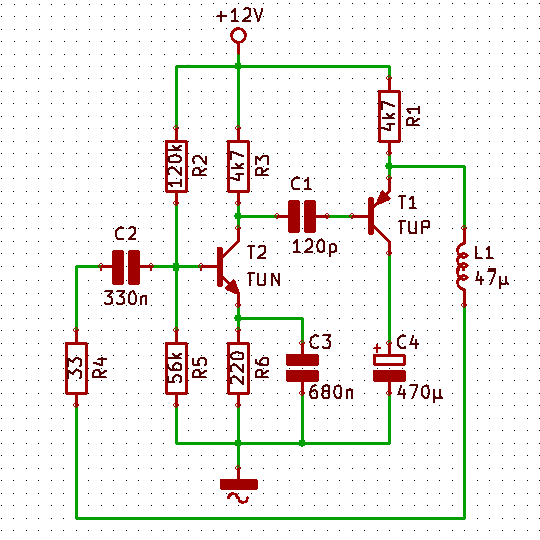 +12V
120k
R2
4k7
R3
4k7
R1
C1
120p
T1
TUP
C2
330n
T2
TUN
L1
47µ
33
R4
56k
R5
220
R6
C3
680n
+
C4
470µ